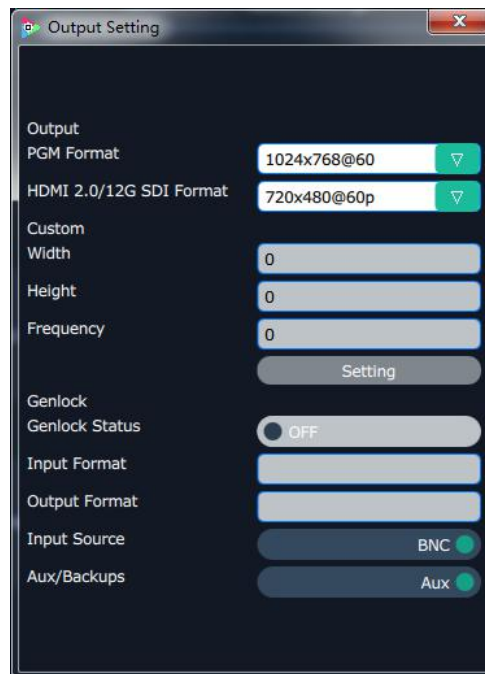 Output Setting
Output
PGM Format 1024x768@60
HDMI 2.0/12G SDI Format 720x480@60p
Custom
Width 0
Height 0
Frequency 0
Setting
Genlock
Genlock Status OFF
Input Format
Output Format
Input Source BNC
Aux/Backups Aux